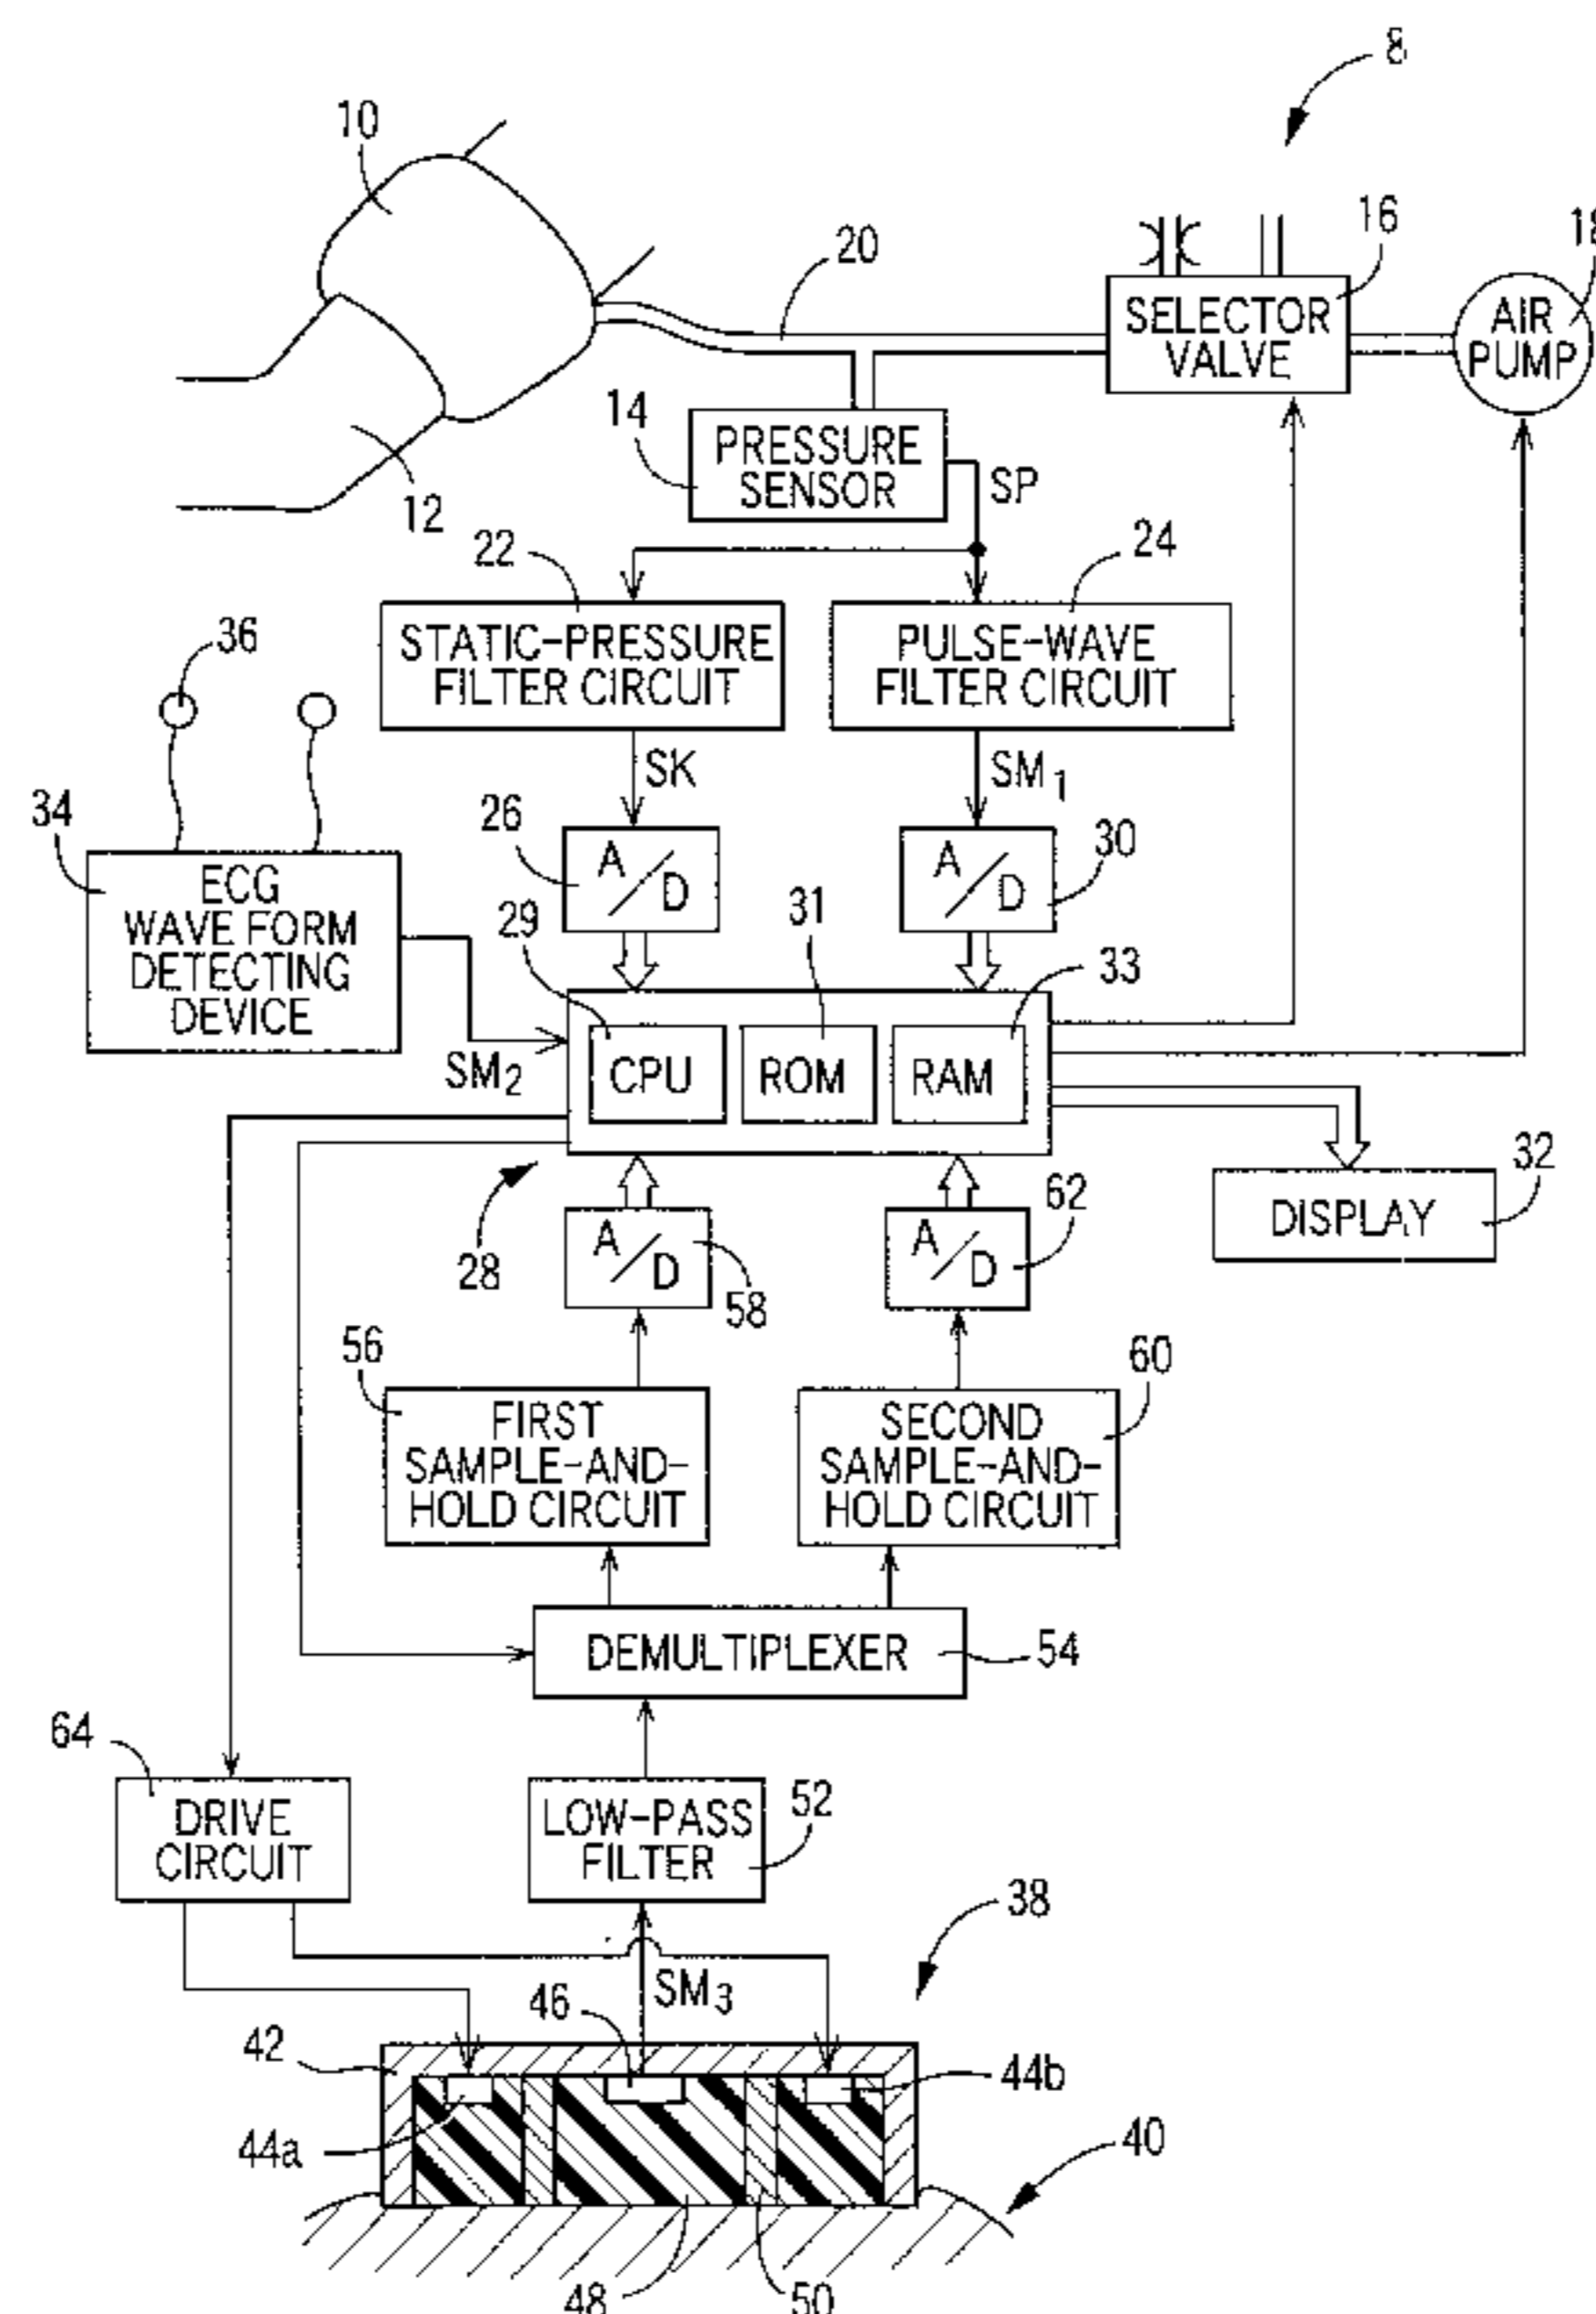 8
10
16
18
20
SELECTOR
VALVE
AIR
PUMP
14
PRESSURE
SENSOR
SP
12
22
24
36
STATIC-PRESSURE
FILTER CIRCUIT
PULSE-WAVE
FILTER CIRCUIT
SK
SM1
34
26
A/D
A/D
30
ECG
WAVE FORM
DETECTING
DEVICE
29
31
33
SM2
CPU
ROM
RAM
28
A/D
58
A/D
62
32
DISPLAY
56
60
FIRST
SAMPLE-AND-
HOLD CIRCUIT
SECOND
SAMPLE-AND-
HOLD CIRCUIT
DEMULTIPLEXER
54
64
DRIVE
CIRCUIT
LOW-PASS
FILTER
52
38
46
SM3
42
44b
44a
40
48
50